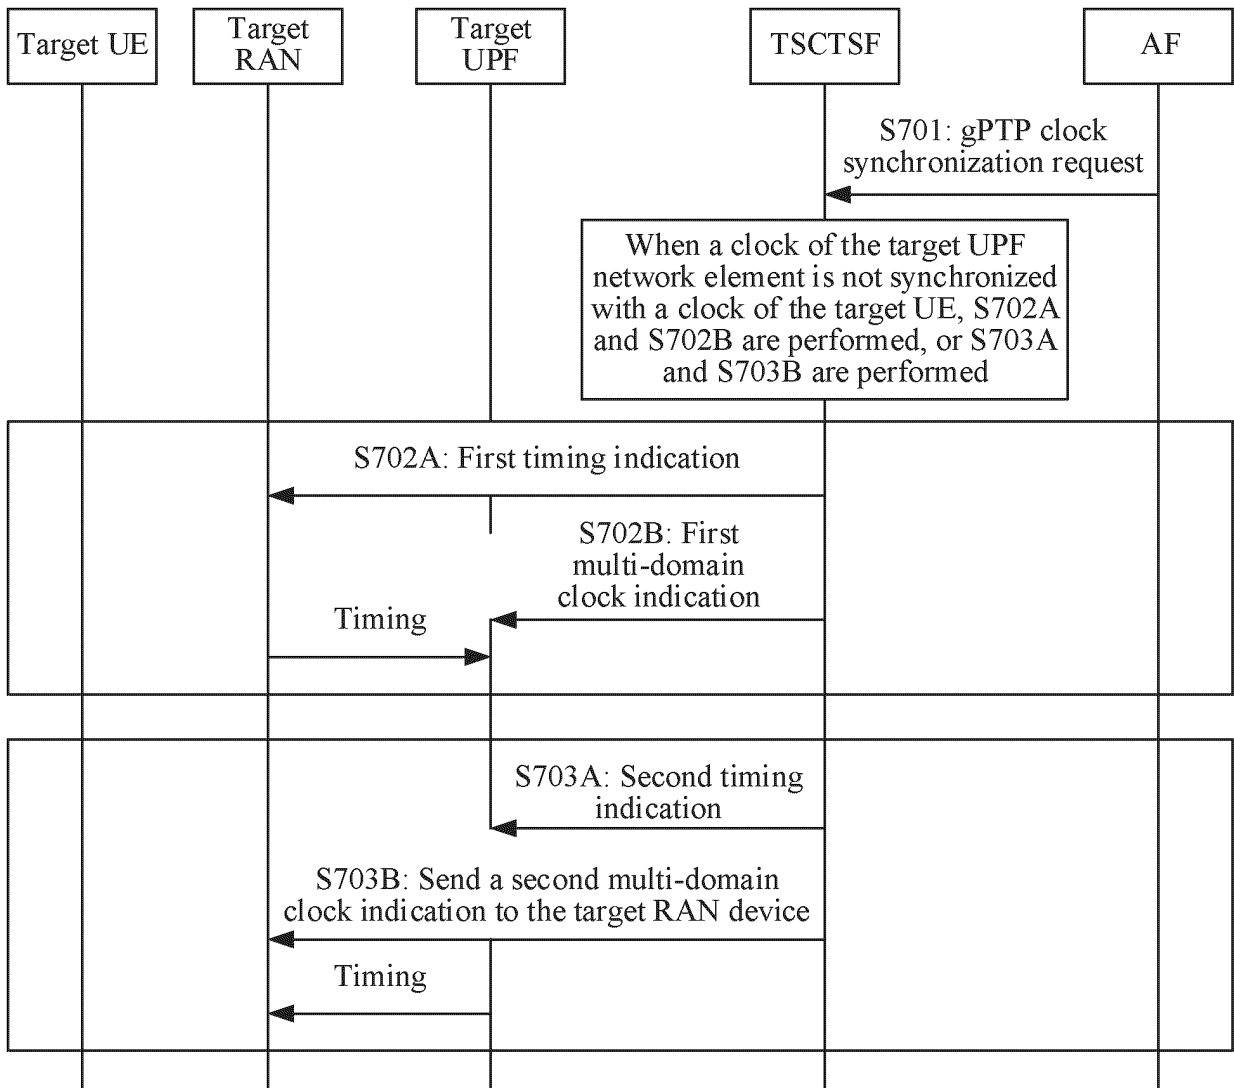 Target UE
Target
RAN
Target
UPF
TSCTSF
AF
S701: gPTP clock
synchronization request
When a clock of the target UPF
network element is not synchronized
with a clock of the target UE, S702A
and S702B are performed, or S703A
and S703B are performed
S702A: First timing indication
S702B: First
multi-domain
clock indication
Timing
S703A: Second timing
indication
S703B: Send a second multi-domain
clock indication to the target RAN device
Timing